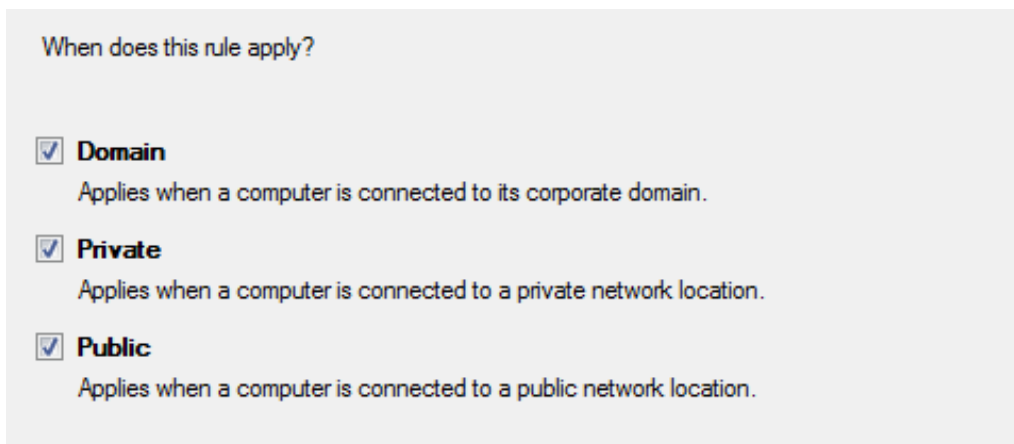 When does this rule apply?
Domain
Applies when a computer is connected to its corporate domain.
Private
Applies when a computer is connected to a private network location.
Public
Applies when a computer is connected to a public network location.